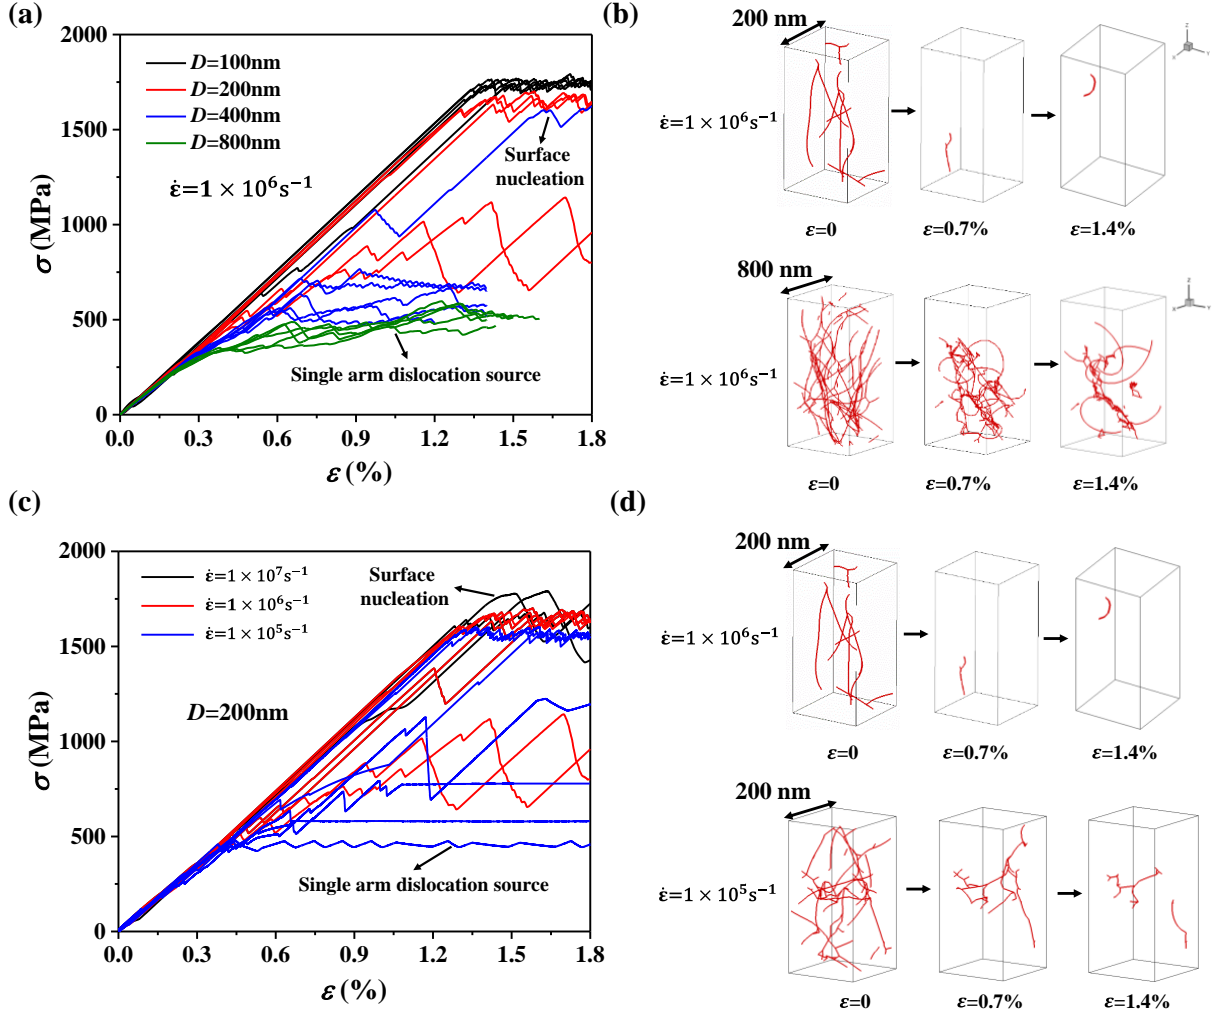 (a)
2000
1500
1000
500
0
σ (MPa)
D=100nm
D=200nm
D=400nm
D=800nm
ε̇=1 × 10⁶s⁻¹
Surface
nucleation
Single arm dislocation source
0.0 0.3 0.6 0.9 1.2 1.5 1.8
ε (%)
(b)
200 nm
ε̇=1 × 10⁶s⁻¹
Z
X
Y
ε=0
ε=0.7%
ε=1.4%
800 nm
ε̇=1 × 10⁶s⁻¹
Z
X
Y
ε=0
ε=0.7%
ε=1.4%
(c)
2000
1500
1000
500
0
σ (MPa)
ε̇=1 × 10⁷s⁻¹
ε̇=1 × 10⁶s⁻¹
ε̇=1 × 10⁵s⁻¹
Surface
nucleation
D=200nm
Single arm dislocation source
0.0 0.3 0.6 0.9 1.2 1.5 1.8
ε (%)
(d)
200 nm
ε̇=1 × 10⁶s⁻¹
ε=0
ε=0.7%
ε=1.4%
200 nm
ε̇=1 × 10⁵s⁻¹
ε=0
ε=0.7%
ε=1.4%